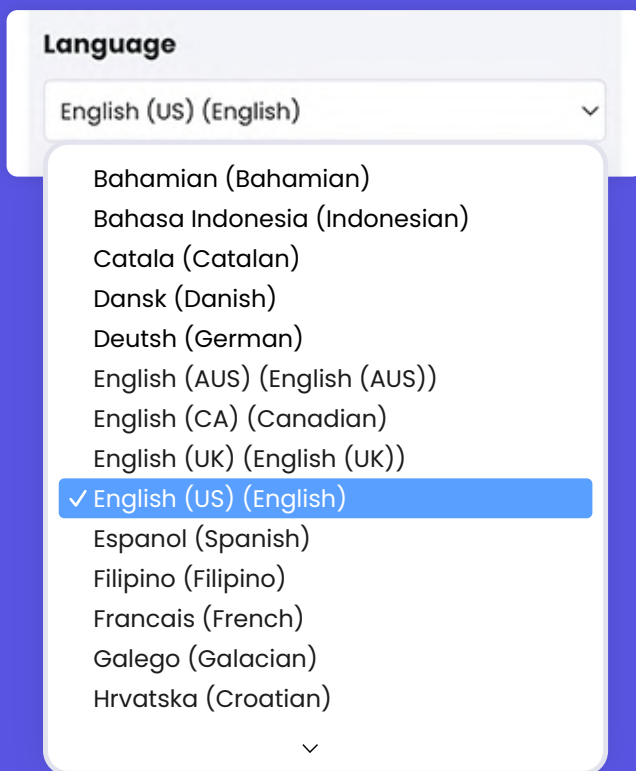 Language
English (US) (English)
Bahamian (Bahamian)
Bahasa Indonesia (Indonesian)
Catala (Catalan)
Dansk (Danish)
Deutsh (German)
English (AUS) (English (AUS))
English (CA) (Canadian)
English (UK) (English (UK))
English (US) (English)
Espanol (Spanish)
Filipino (Filipino)
Francais (French)
Galego (Galacian)
Hrvatska (Croatian)